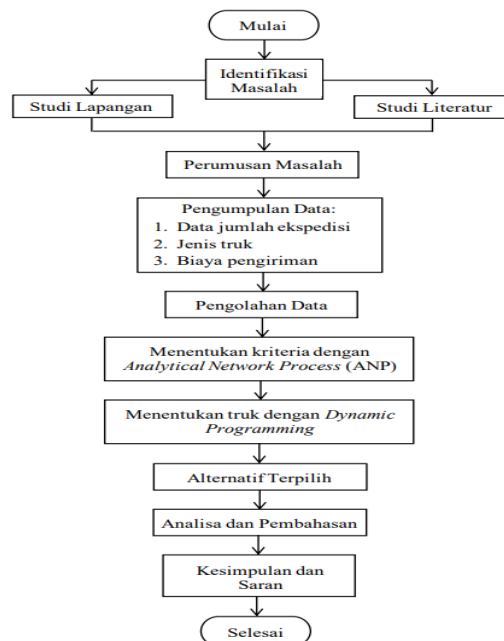 Mulai
Identifikasi
Masalah
Studi Lapangan
Studi Literatur
Perumusan Masalah
Pengumpulan Data:
1. Data jumlah ekspedisi
2. Jenis truk
3. Biaya pengiriman
Pengolahan Data
Menentukan kriteria dengan
Analytical Network Process (ANP)
Menentukan truk dengan Dynamic
Programming
Alternatif Terpilih
Analisa dan Pembahasan
Kesimpulan dan
Saran
Selesai